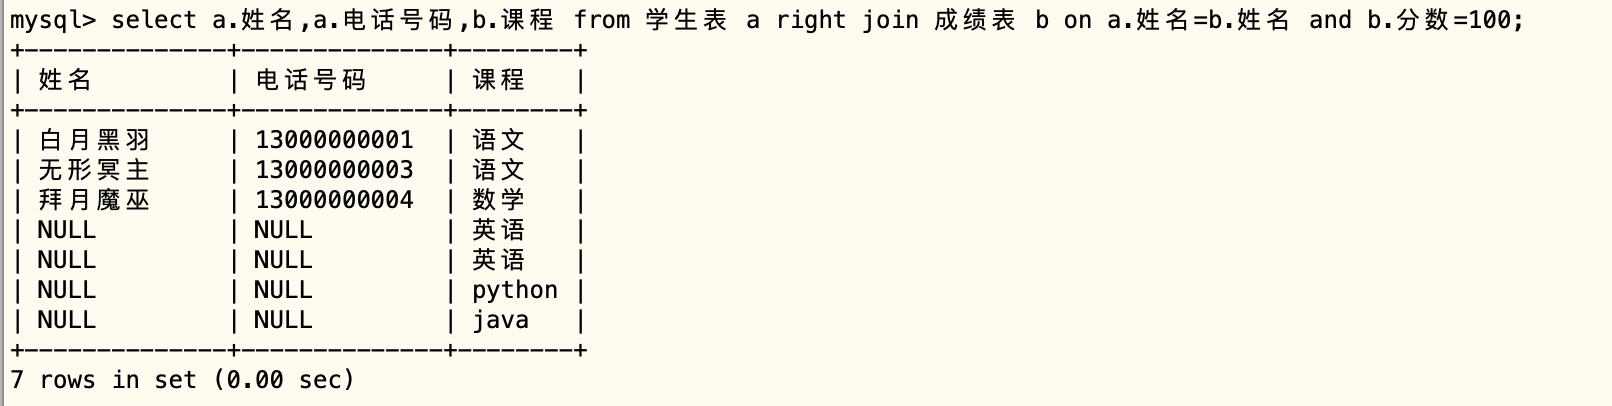 mysql> select a.姓名,a.电话号码,b.课程 from 学生表 a right join 成绩表 b on a.姓名=b.姓名 and b.分数=100;
+--------------+--------------+--------+
| 姓名 | 电话号码 | 课程 |
+--------------+--------------+--------+
| 白月黑羽 | 13000000001 | 语文 |
| 无形冥主 | 13000000003 | 语文 |
| 拜月魔巫 | 13000000004 | 数学 |
| NULL | NULL | 英语 |
| NULL | NULL | 英语 |
| NULL | NULL | python |
| NULL | NULL | java |
+--------------+--------------+--------+
7 rows in set (0.00 sec)